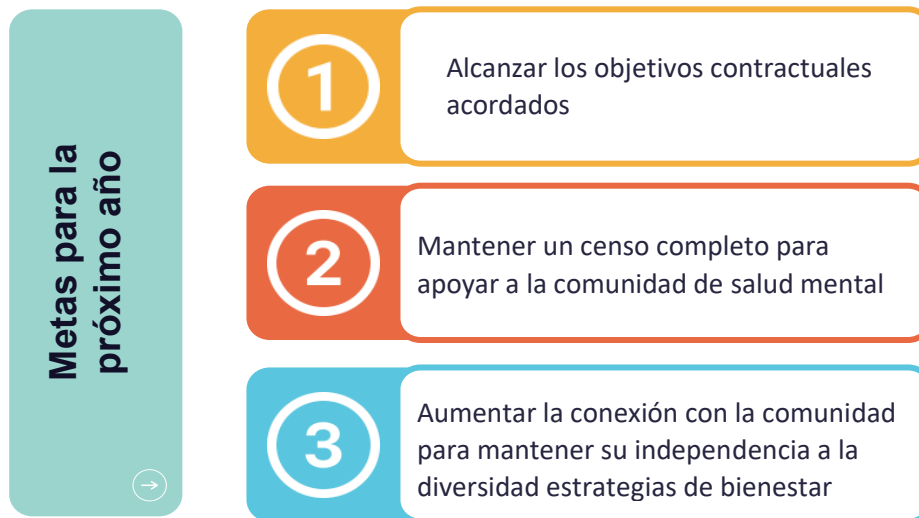 Metas para la
próximo año
1
Alcanzar los objetivos contractuales
acordados
2
Mantener un censo completo para
apoyar a la comunidad de salud mental
3
Aumentar la conexión con la comunidad
para mantener su independencia a la
diversidad estrategias de bienestar